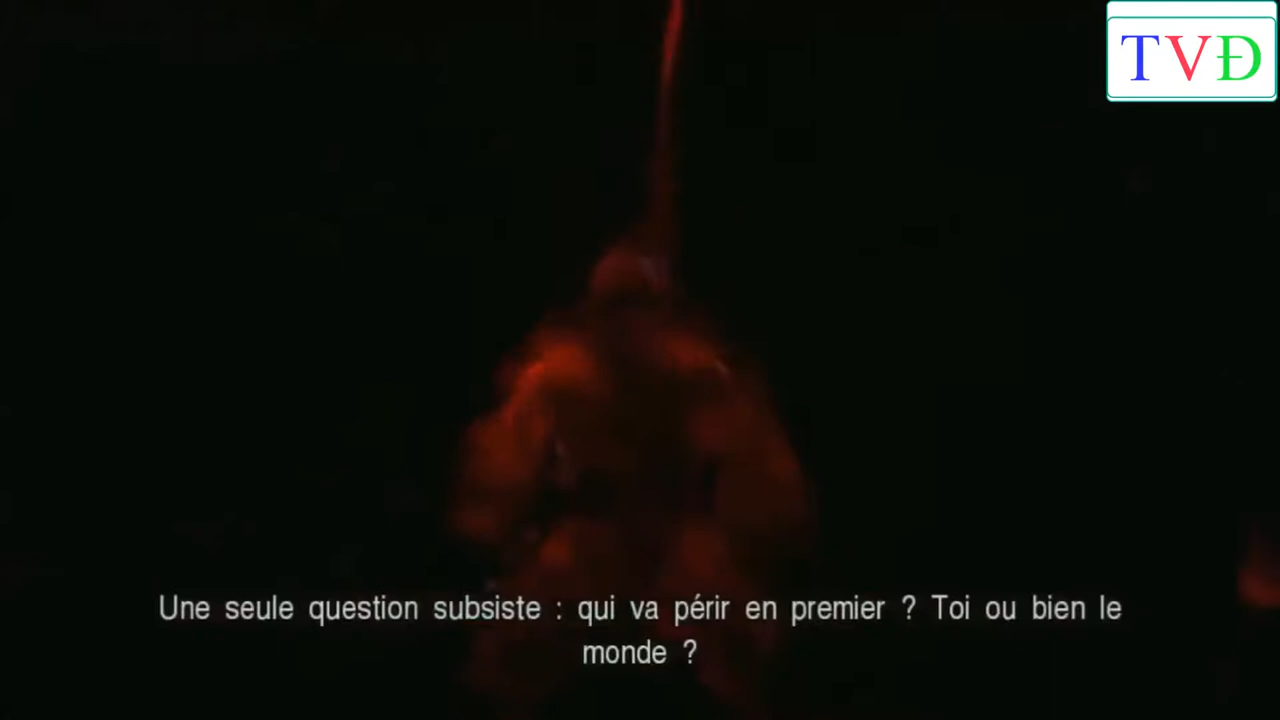 TVĐ
Une seule question subsiste : qui va périr en premier ? Toi ou bien le
monde ?